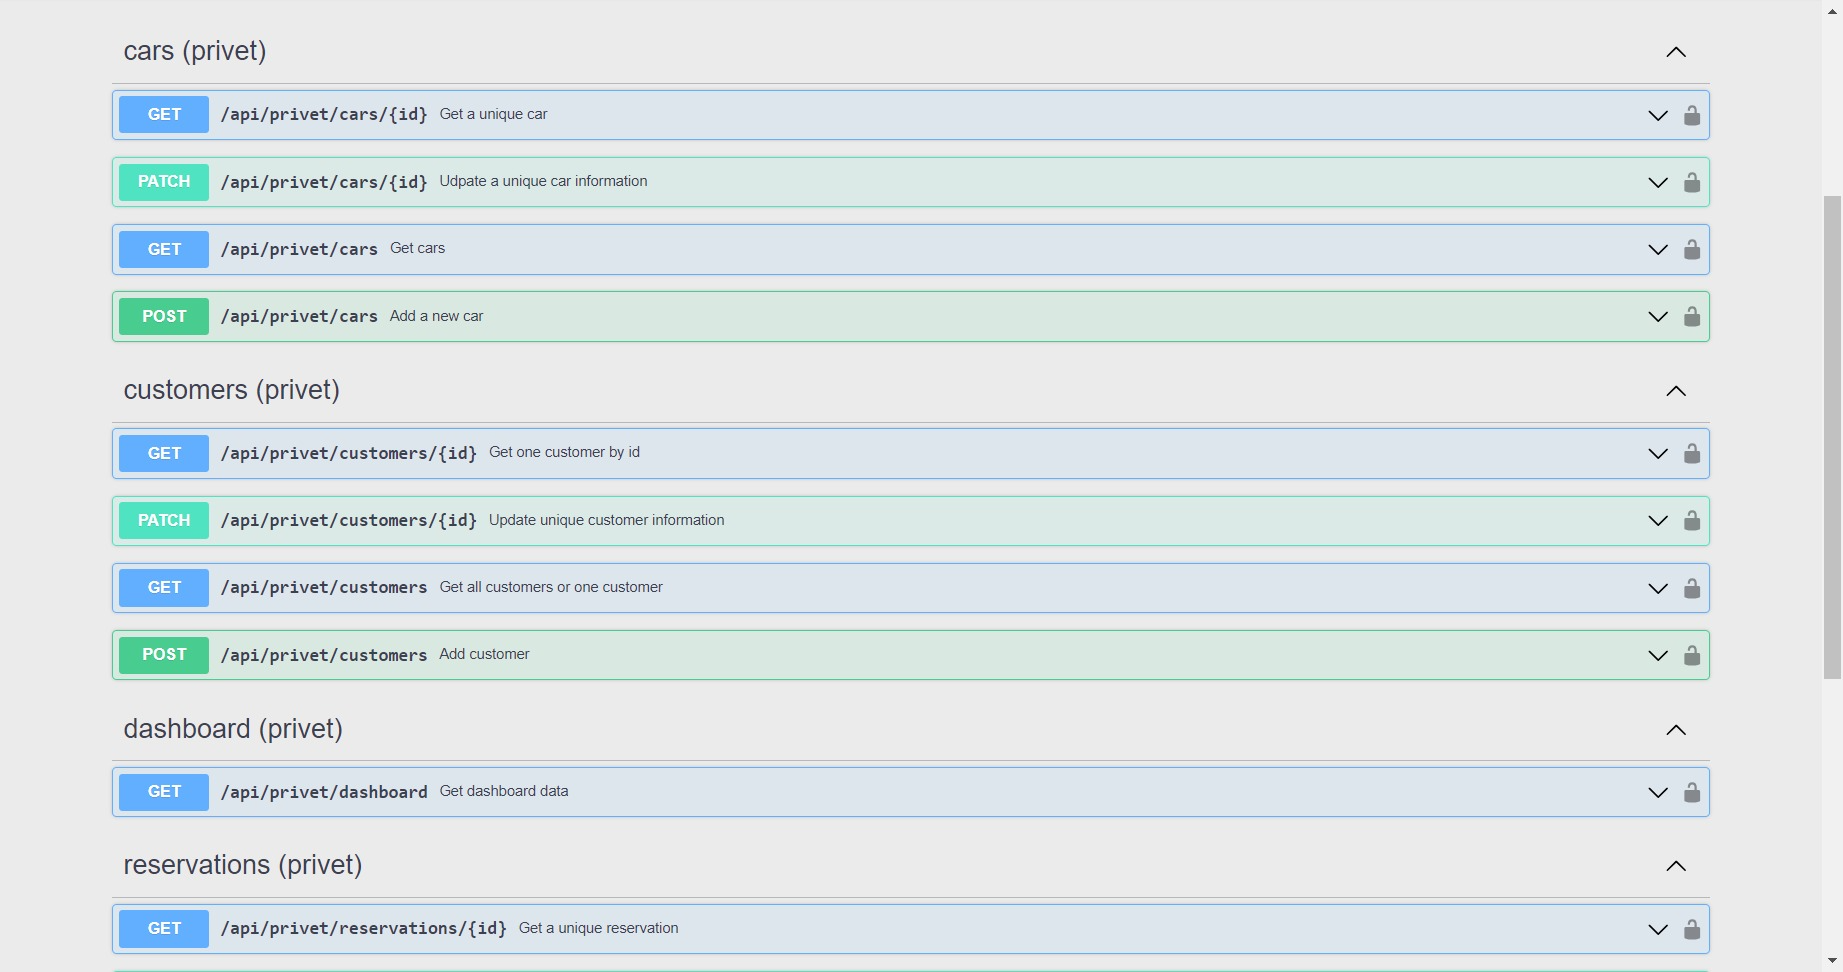 cars (privet)
GET /api/privet/cars/{id} Get a unique car
PATCH /api/privet/cars/{id} Udpate a unique car information
GET /api/privet/cars Get cars
POST /api/privet/cars Add a new car
customers (privet)
GET /api/privet/customers/{id} Get one customer by id
PATCH /api/privet/customers/{id} Update unique customer information
GET /api/privet/customers Get all customers or one customer
POST /api/privet/customers Add customer
dashboard (privet)
GET /api/privet/dashboard Get dashboard data
reservations (privet)
GET /api/privet/reservations/{id} Get a unique reservation